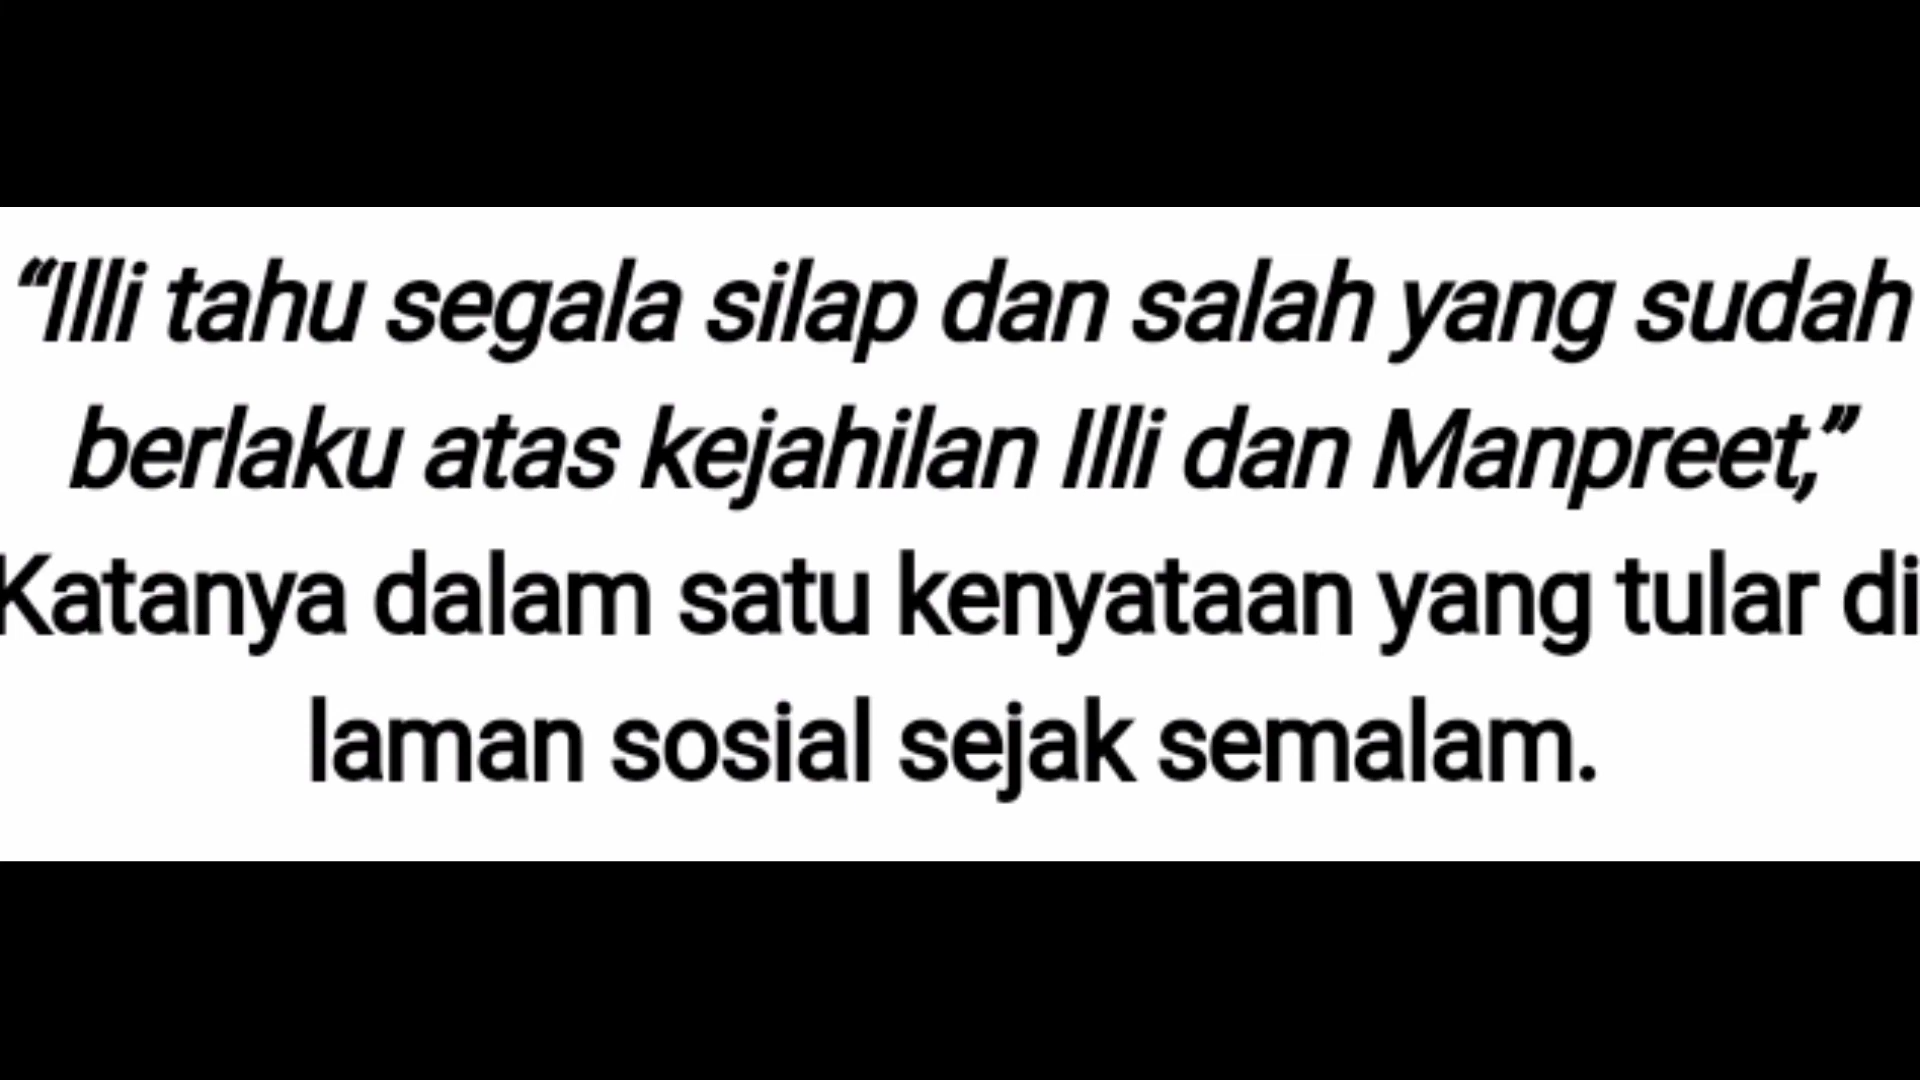 “Illi tahu segala silap dan salah yang sudah
berlaku atas kejahilan Illi dan Manpreet,”
Katanya dalam satu kenyataan yang tular di
laman sosial sejak semalam.